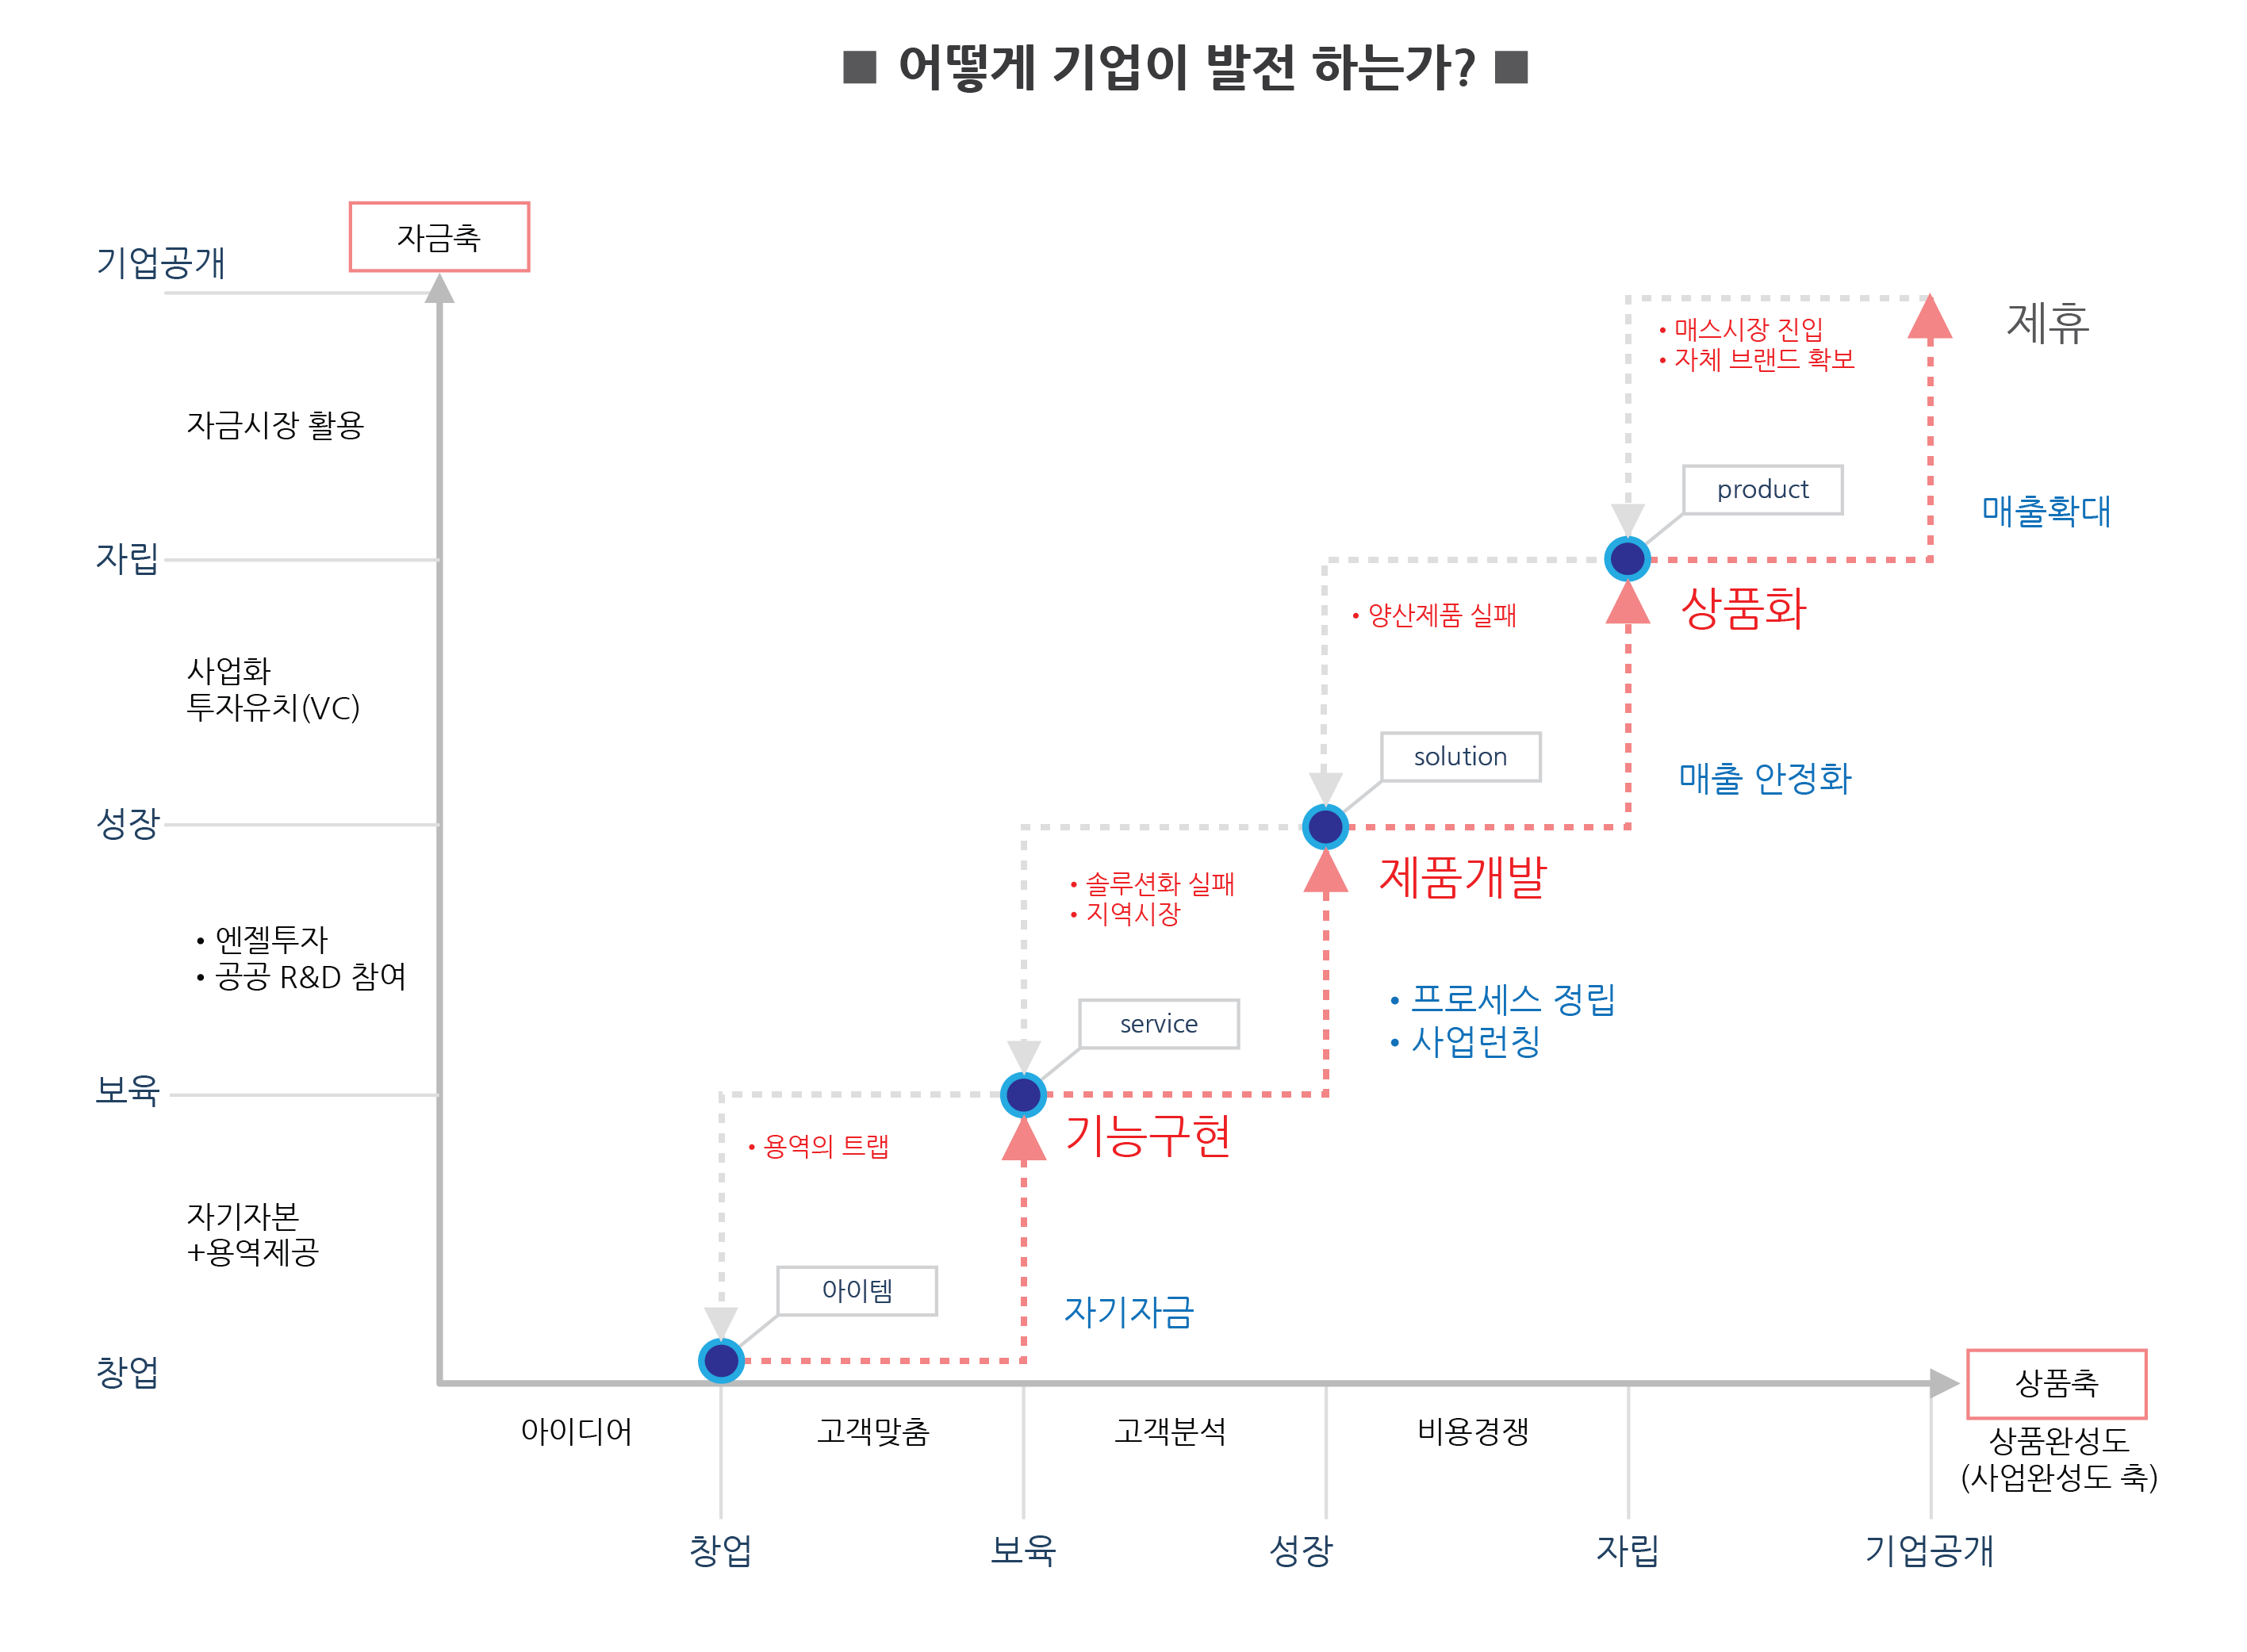 ■ 어떻게 기업이 발전 하는가? ■
자금축
기업공개
제휴
• 매스시장 진입
• 자체 브랜드 확보
자금시장 활용
product
매출확대
자립
상품화
• 양산제품 실패
사업화
투자유치(VC)
solution
매출 안정화
성장
제품개발
• 솔루션화 실패
• 지역시장
• 엔젤투자
• 공공 R&D 참여
• 프로세스 정립
• 사업런칭
service
보육
기능구현
• 용역의 트랩
자기자본
+용역제공
아이템
자기자금
창업
상품축
아이디어
고객맞춤
고객분석
비용경쟁
상품완성도
(사업완성도 축)
창업
보육
성장
자립
기업공개